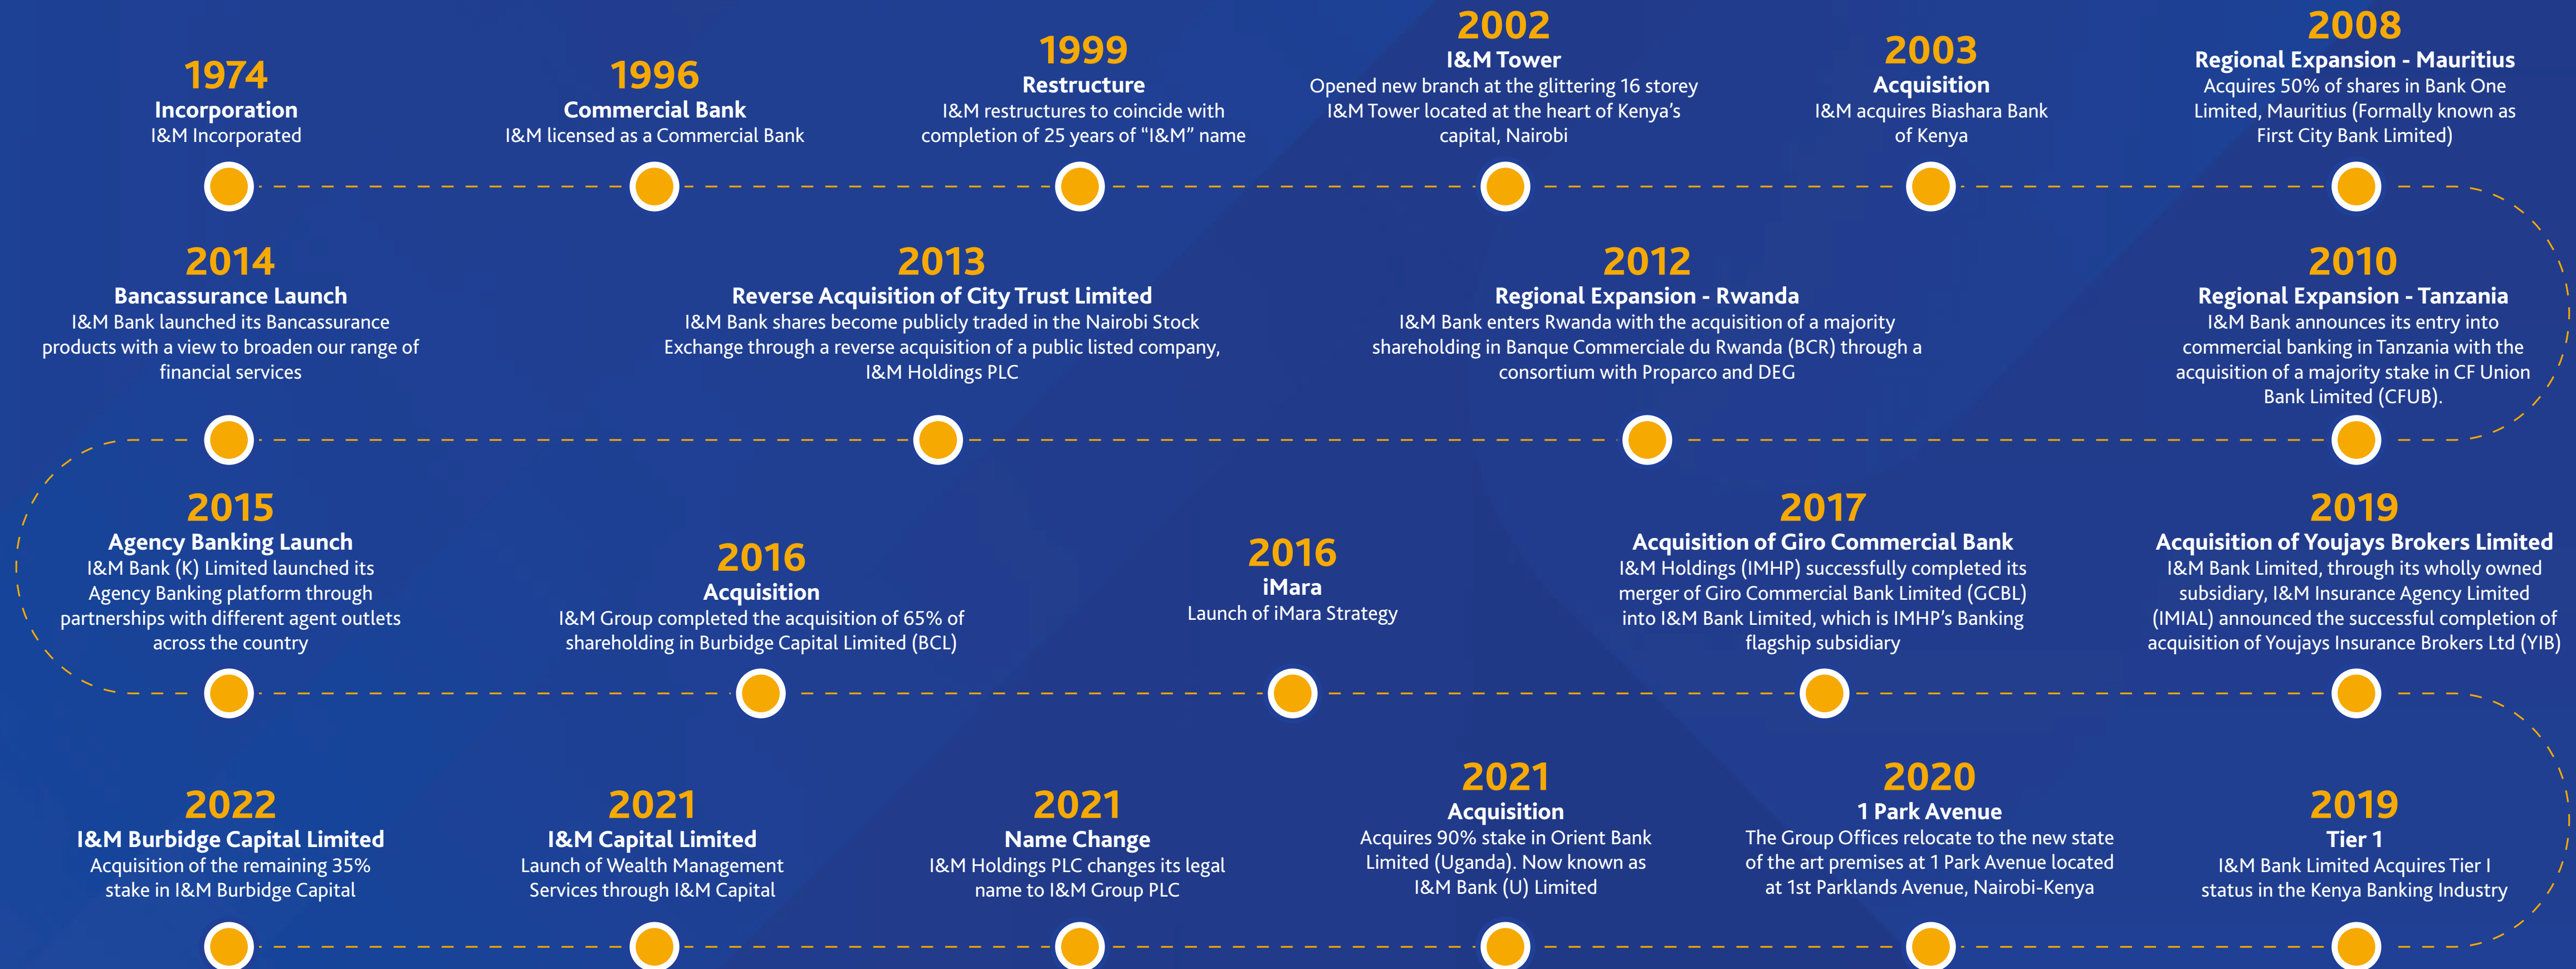 1974
Incorporation
I&M Incorporated
1996
Commercial Bank
I&M licensed as a Commercial Bank
1999
Restructure
I&M restructures to coincide with
completion of 25 years of “I&M” name
2002
I&M Tower
Opened new branch at the glittering 16 storey
I&M Tower located at the heart of Kenya’s
capital, Nairobi
2003
Acquisition
I&M acquires Biashara Bank
of Kenya
2008
Regional Expansion - Mauritius
Acquires 50% of shares in Bank One
Limited, Mauritius (Formally known as
First City Bank Limited)
2010
Regional Expansion - Tanzania
I&M Bank announces its entry into
commercial banking in Tanzania with the
acquisition of a majority stake in CF Union
Bank Limited (CFUB).
2012
Regional Expansion - Rwanda
I&M Bank enters Rwanda with the acquisition of a majority
shareholding in Banque Commerciale du Rwanda (BCR) through a
consortium with Proparco and DEG
2013
Reverse Acquisition of City Trust Limited
I&M Bank shares become publicly traded in the Nairobi Stock
Exchange through a reverse acquisition of a public listed company,
I&M Holdings PLC
2014
Bancassurance Launch
I&M Bank launched its Bancassurance
products with a view to broaden our range of
financial services
2015
Agency Banking Launch
I&M Bank (K) Limited launched its
Agency Banking platform through
partnerships with different agent outlets
across the country
2016
Acquisition
I&M Group completed the acquisition of 65% of
shareholding in Burbidge Capital Limited (BCL)
2016
iMara
Launch of iMara Strategy
2017
Acquisition of Giro Commercial Bank
I&M Holdings (IMHP) successfully completed its
merger of Giro Commercial Bank Limited (GCBL)
into I&M Bank Limited, which is IMHP’s Banking
flagship subsidiary
2019
Acquisition of Youjays Brokers Limited
I&M Bank Limited, through its wholly owned
subsidiary, I&M Insurance Agency Limited
(IMIAL) announced the successful completion of
acquisition of Youjays Insurance Brokers Ltd (YIB)
2019
Tier 1
I&M Bank Limited Acquires Tier I
status in the Kenya Banking Industry
2020
1 Park Avenue
The Group Offices relocate to the new state
of the art premises at 1 Park Avenue located
at 1st Parklands Avenue, Nairobi-Kenya
2021
Acquisition
Acquires 90% stake in Orient Bank
Limited (Uganda). Now known as
I&M Bank (U) Limited
2021
Name Change
I&M Holdings PLC changes its legal
name to I&M Group PLC
2021
I&M Capital Limited
Launch of Wealth Management
Services through I&M Capital
2022
I&M Burbidge Capital Limited
Acquisition of the remaining 35%
stake in I&M Burbidge Capital